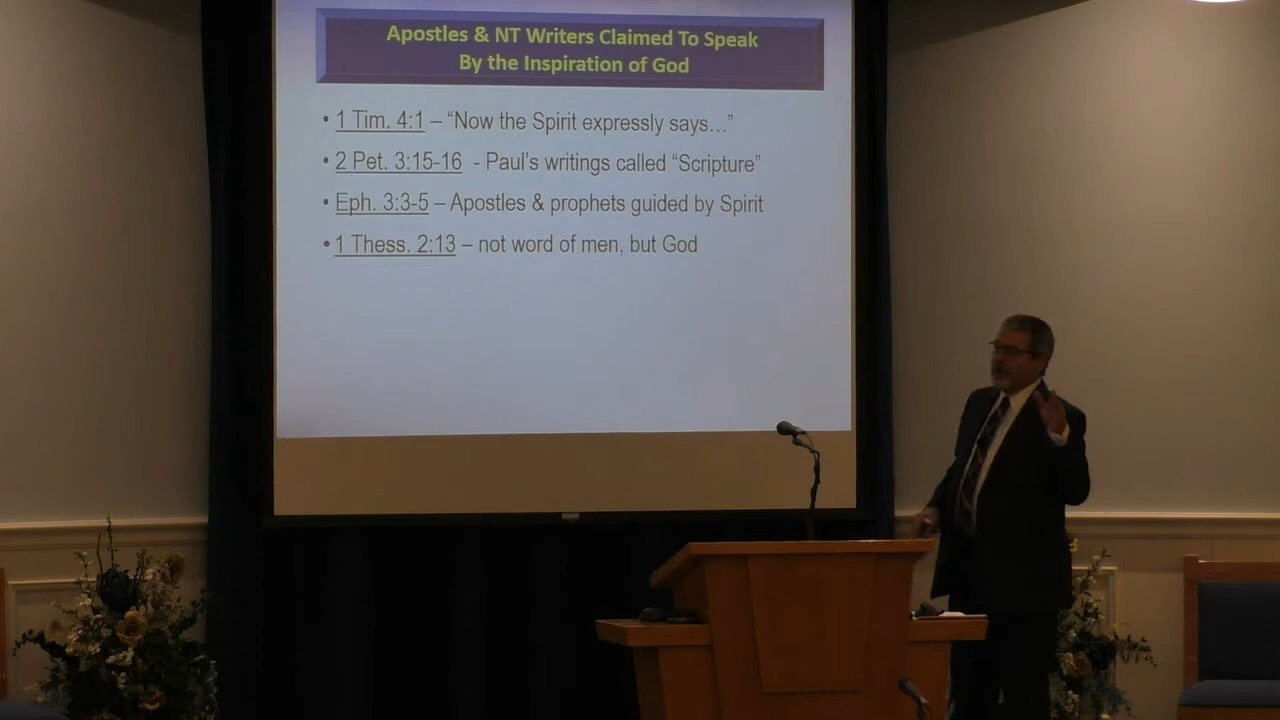 Apostles & NT Writers Claimed To Speak
By the Inspiration of God
• 1 Tim. 4:1 – “Now the Spirit expressly says…”
• 2 Pet. 3:15-16 - Paul’s writings called “Scripture”
• Eph. 3:3-5 – Apostles & prophets guided by Spirit
• 1 Thess. 2:13 – not word of men, but God